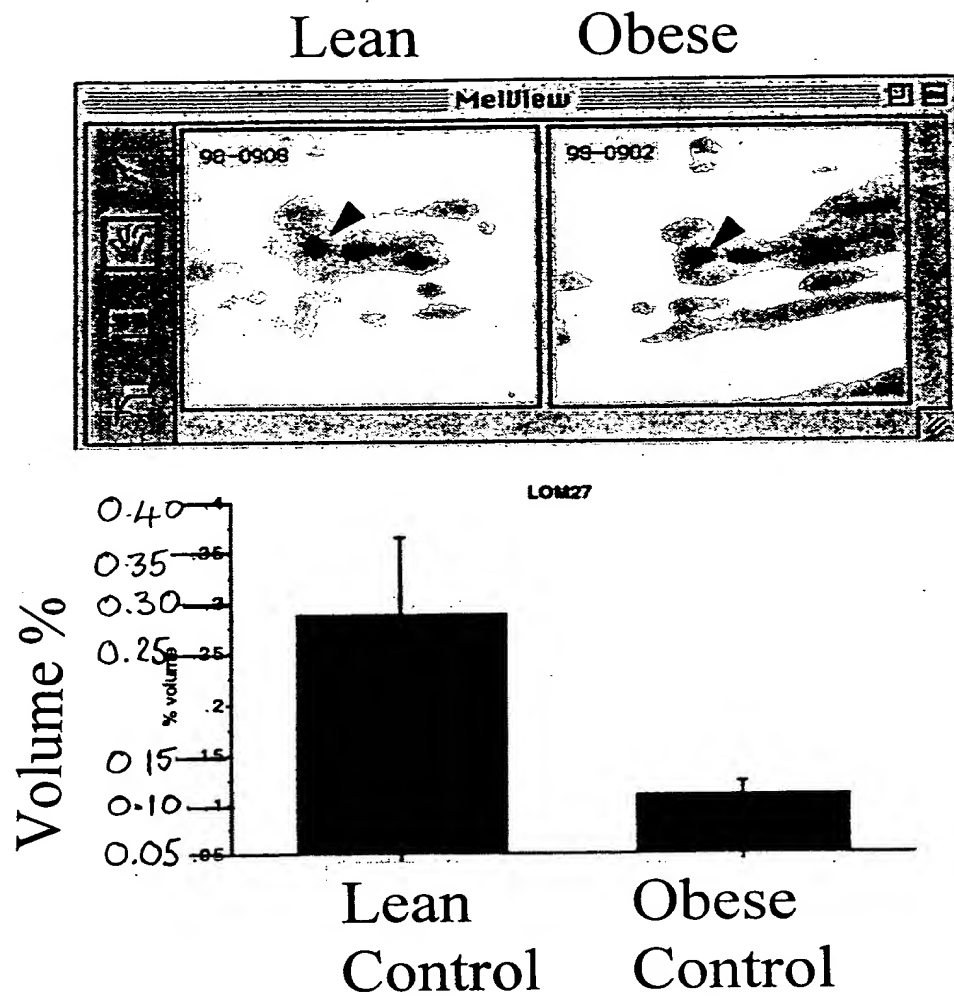 Lean Obese
MelView
98-0908 98-0902
LOM27
0.40 .4
0.35 .35
0.30 .3
0.25 .25
.2
0 15 .15
0.10 .1
0.05 .05
% volume
Volume %
Lean Control
Obese Control